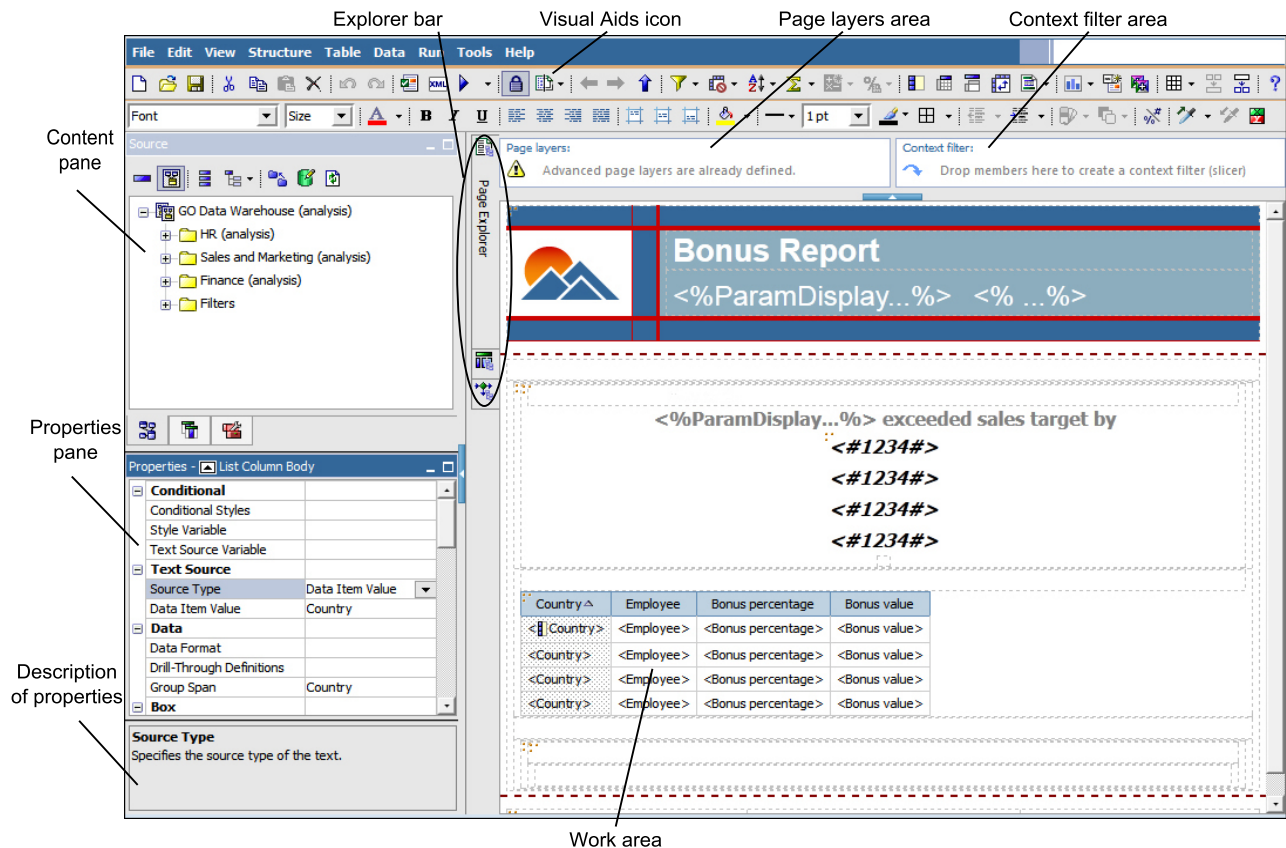 Explorer bar
Visual Aids icon
Page layers area
Context filter area
File Edit View Structure Table Data Run Tools Help
XML
Font
Size
A
B I U
1 pt
Content
pane
Source
Page layers:
Advanced page layers are already defined.
Context filter:
Drop members here to create a context filter (slicer)
GO Data Warehouse (analysis)
HR (analysis)
Sales and Marketing (analysis)
Finance (analysis)
Filters
Page Explorer
Bonus Report
<%ParamDisplay...%> <% ...%>
<%ParamDisplay...%> exceeded sales target by
<#1234#>
<#1234#>
<#1234#>
<#1234#>
Properties
pane
Properties - List Column Body
Conditional
Conditional Styles
Style Variable
Text Source Variable
Text Source
Source Type Data Item Value
Data Item Value Country
Data
Data Format
Drill-Through Definitions
Group Span Country
Box
Country Employee Bonus percentage Bonus value
<Country> <Employee> <Bonus percentage> <Bonus value>
<Country> <Employee> <Bonus percentage> <Bonus value>
<Country> <Employee> <Bonus percentage> <Bonus value>
<Country> <Employee> <Bonus percentage> <Bonus value>
Description
of properties
Source Type
Specifies the source type of the text.
Work area